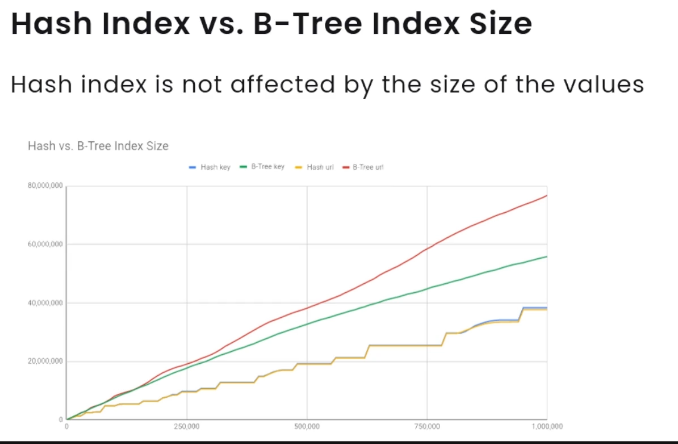 Hash Index vs. B-Tree Index Size
Hash index is not affected by the size of the values
Hash vs. B-Tree Index Size
Hash key B-Tree key Hash url B-Tree url
80,000,000
60,000,000
40,000,000
20,000,000
0
0 250,000 500,000 750,000 1,000,000